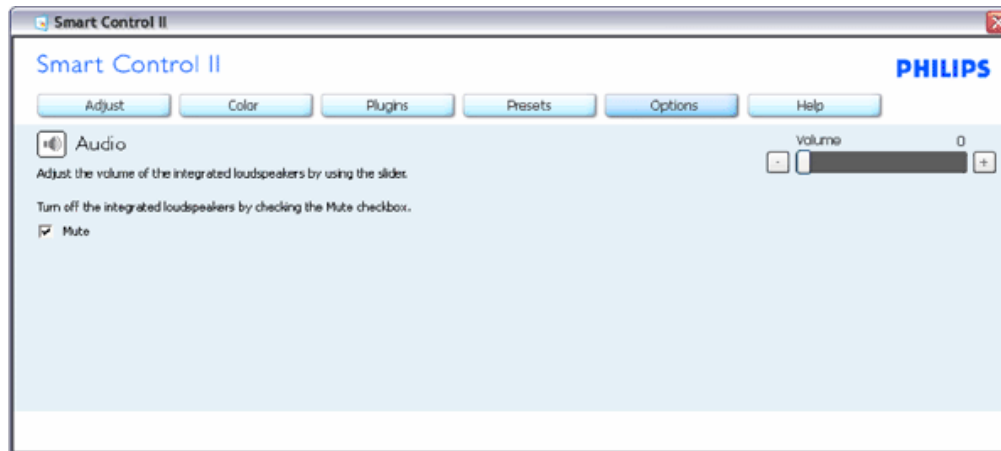 Smart Control II
Smart Control II
PHILIPS
Adjust Color Plugins Presets Options Help
Audio
Volume 0
- +
Adjust the volume of the integrated loudspeakers by using the slider.
Turn off the integrated loudspeakers by checking the Mute checkbox.
Mute